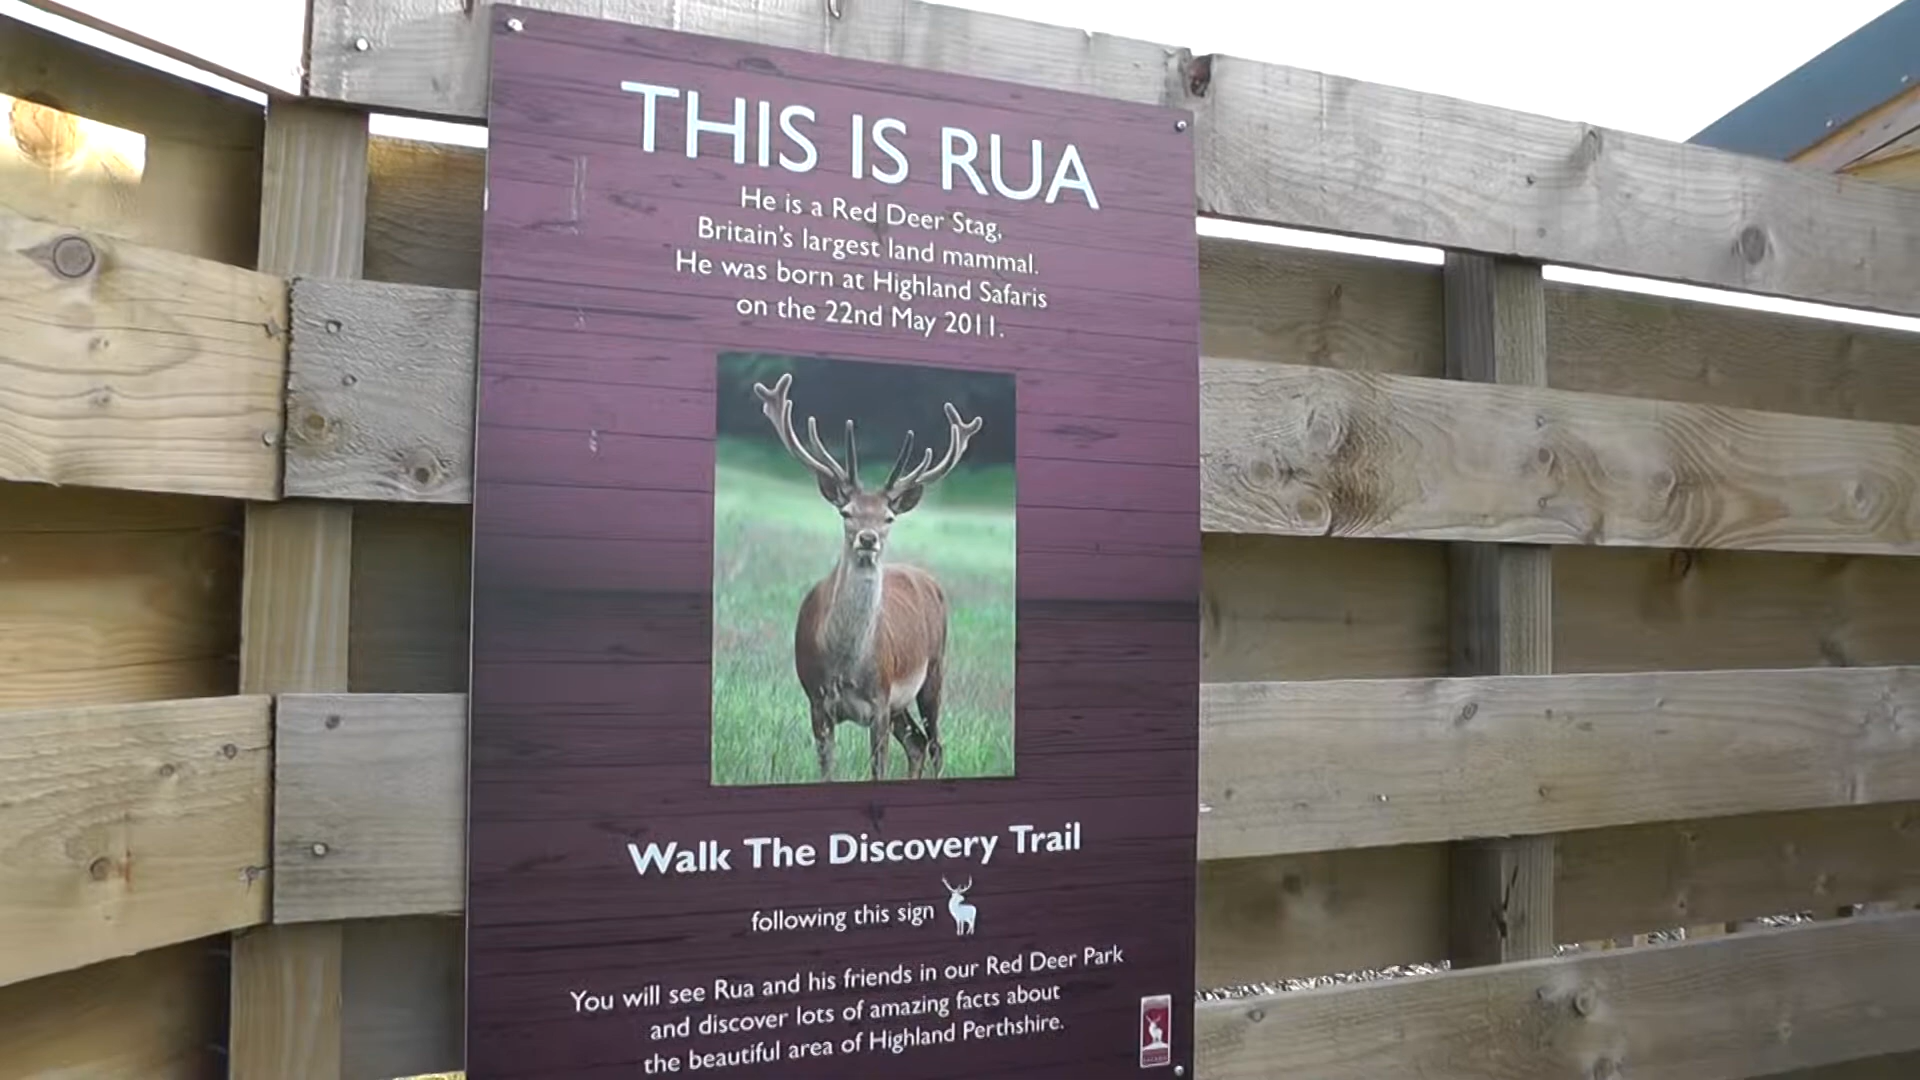 THIS IS RUA
He is a Red Deer Stag,
Britain's largest land mammal.
He was born at Highland Safaris
on the 22nd May 2011.
Walk The Discovery Trail
following this sign
You will see Rua and his friends in our Red Deer Park
and discover lots of amazing facts about
the beautiful area of Highland Perthshire.